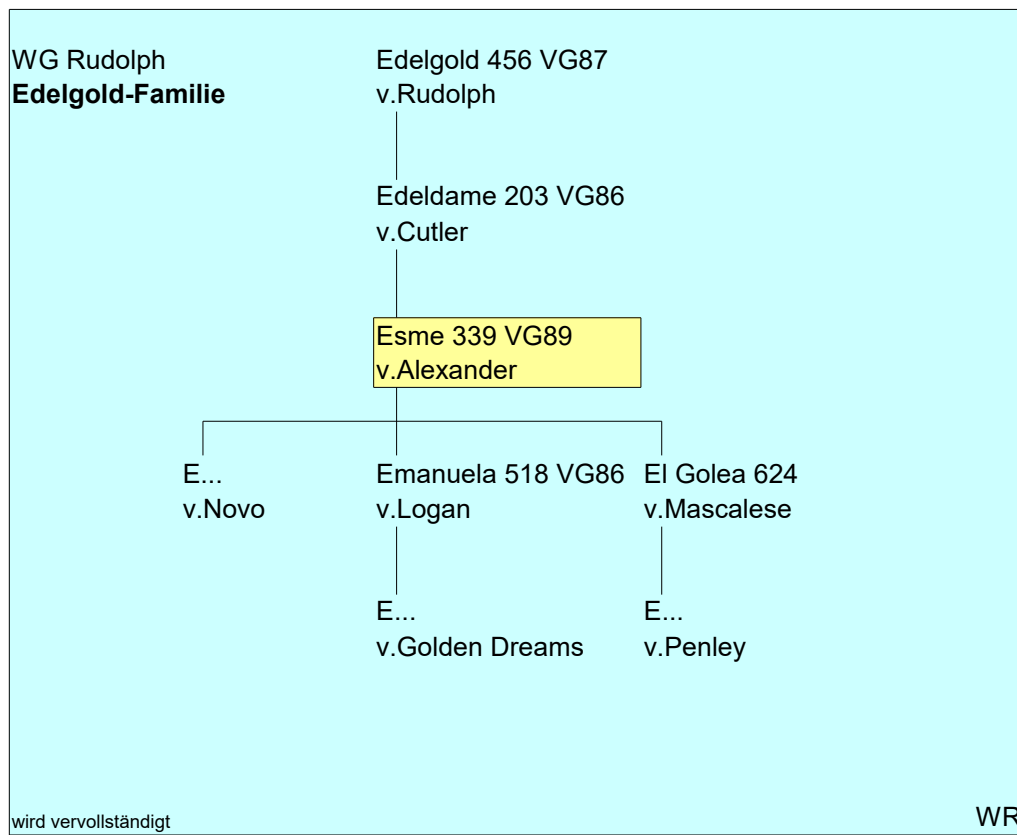 WG Rudolph
Edelgold-Familie
Edelgold 456 VG87
v.Rudolph
Edeldame 203 VG86
v.Cutler
Esme 339 VG89
v.Alexander
E...
v.Novo
Emanuela 518 VG86
v.Logan
El Golea 624
v.Mascalese
E...
v.Golden Dreams
E...
v.Penley
wird vervollständigt
WR